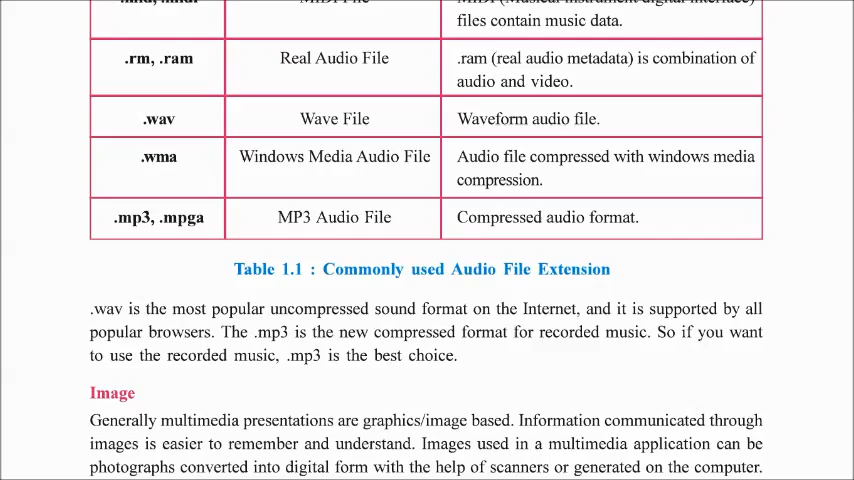 MIDI File MIDI (Musical instrument digital interface)
files contain music data.
.rm, .ram Real Audio File .ram (real audio metadata) is combination of
audio and video.
.wav Wave File Waveform audio file.
.wma Windows Media Audio File Audio file compressed with windows media
compression.
.mp3, .mpga MP3 Audio File Compressed audio format.
Table 1.1 : Commonly used Audio File Extension
.wav is the most popular uncompressed sound format on the Internet, and it is supported by all
popular browsers. The .mp3 is the new compressed format for recorded music. So if you want
to use the recorded music, .mp3 is the best choice.
Image
Generally multimedia presentations are graphics/image based. Information communicated through
images is easier to remember and understand. Images used in a multimedia application can be
photographs converted into digital form with the help of scanners or generated on the computer.